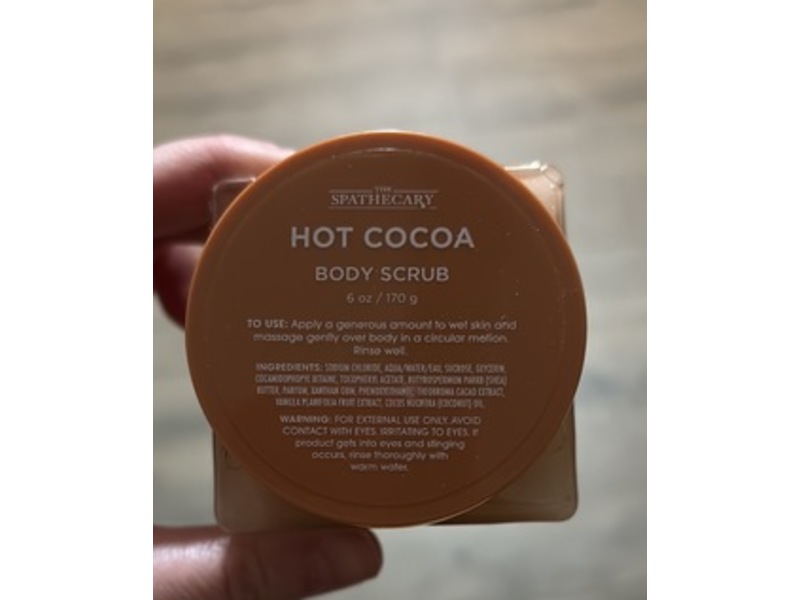 THE
SPATHECARY
HOT COCOA
BODY SCRUB
6 oz / 170 g
TO USE: Apply a generous amount to wet skin and
massage gently over body in a circular motion.
Rinse well.
INGREDIENTS: SODIUM CHLORIDE, AQUA/WATER/EAU, SUCROSE, GLYCERIN,
COCAMIDOPROPYL BETAINE, TOCOPHERYL ACETATE, BUTYROSPERMUM PARKII (SHEA)
BUTTER, PARFUM, XANTHAN GUM, PHENOXYETHANOL, THEOBROMA CACAO EXTRACT,
VANILLA PLANIFOLIA FRUIT EXTRACT, COCOS NUCIFERA (COCONUT) OIL.
WARNING: FOR EXTERNAL USE ONLY. AVOID
CONTACT WITH EYES. IRRITATING TO EYES. If
product gets into eyes and stinging
occurs, rinse thoroughly with
warm water.